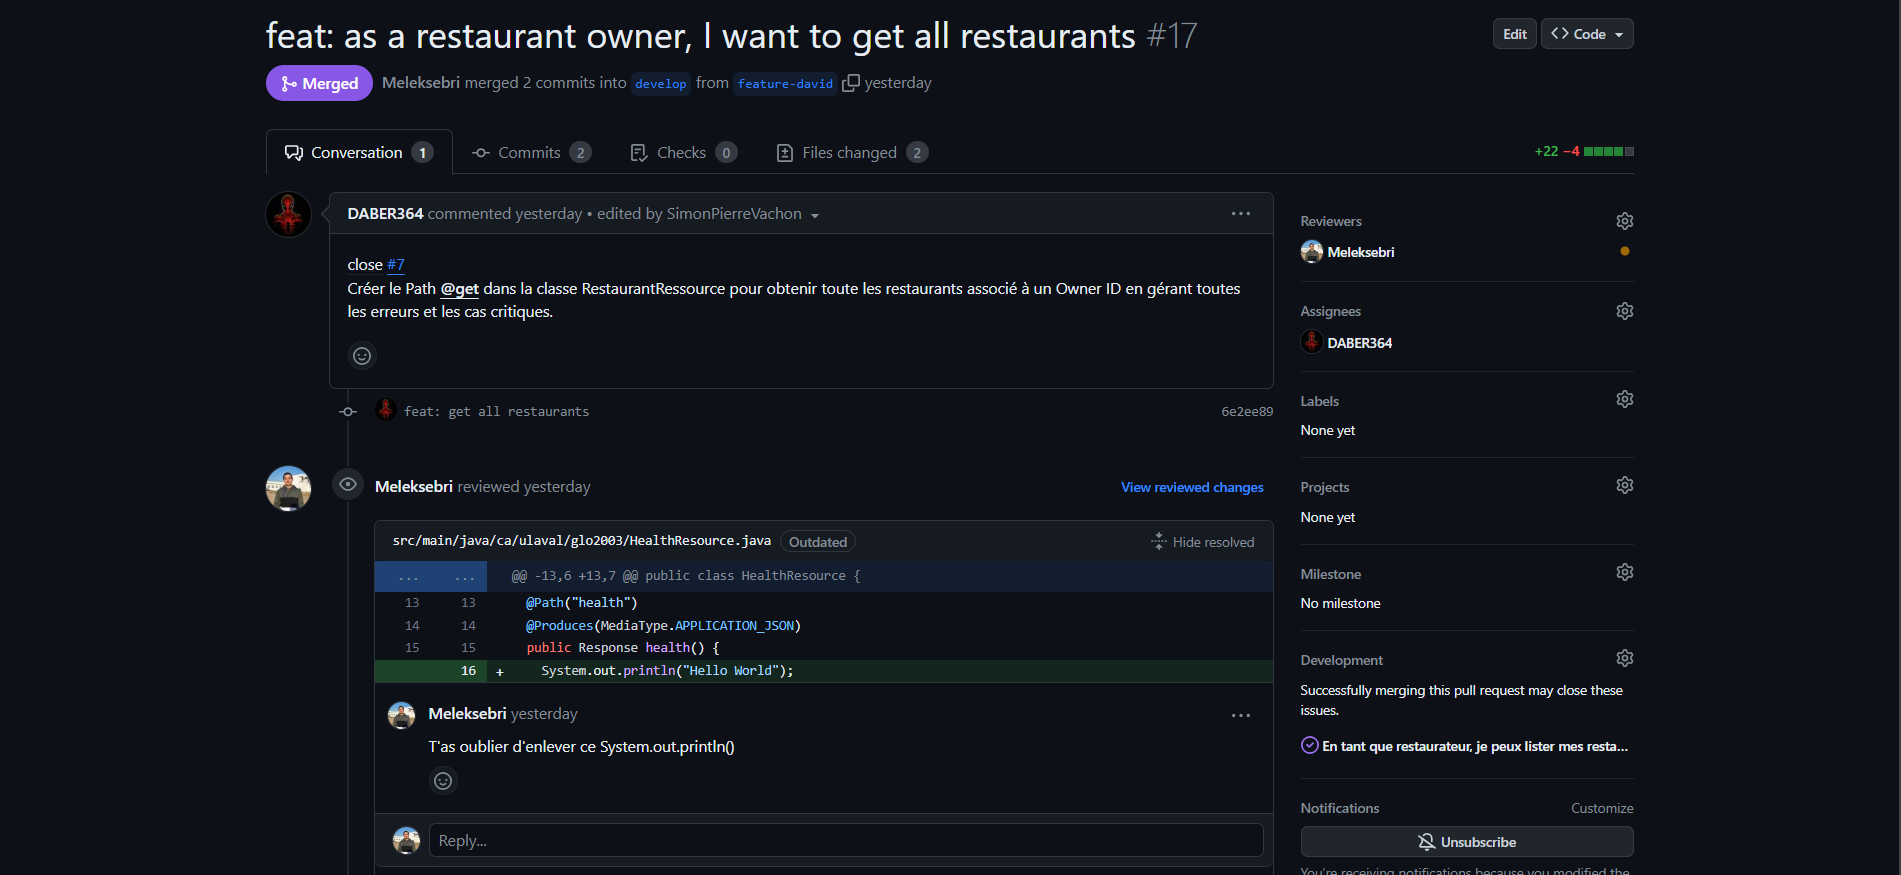 feat: as a restaurant owner, I want to get all restaurants #17
Edit
<> Code
Merged
Meleksebri merged 2 commits into develop from feature-david yesterday
Conversation 1
Commits 2
Checks 0
Files changed 2
+22 −4
DABER364 commented yesterday • edited by SimonPierreVachon
close #7
Créer le Path @get dans la classe RestaurantRessource pour obtenir toute les restaurants associé à un Owner ID en gérant toutes
les erreurs et les cas critiques.
feat: get all restaurants 6e2ee89
Meleksebri reviewed yesterday
View reviewed changes
src/main/java/ca/ulaval/glo2003/HealthResource.java Outdated
Hide resolved
... ... @@ -13,6 +13,7 @@ public class HealthResource {
13 13 @Path("health")
14 14 @Produces(MediaType.APPLICATION_JSON)
15 15 public Response health() {
16 + System.out.println("Hello World");
Meleksebri yesterday
T'as oublier d'enlever ce System.out.println()
Reply...
Reviewers
Meleksebri
Assignees
DABER364
Labels
None yet
Projects
None yet
Milestone
No milestone
Development
Successfully merging this pull request may close these
issues.
En tant que restaurateur, je peux lister mes resta...
Notifications
Customize
Unsubscribe
You're receiving notifications because you modified the